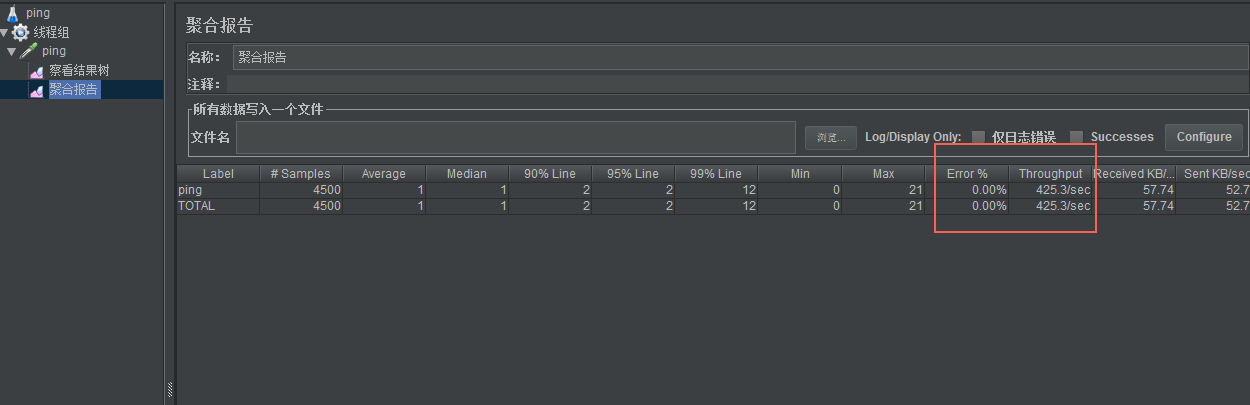 ping
线程组
ping
察看结果树
聚合报告
聚合报告
名称： 聚合报告
注释：
所有数据写入一个文件
文件名 浏览... Log/Display Only: 仅日志错误 Successes Configure
Label # Samples Average Median 90% Line 95% Line 99% Line Min Max Error % Throughput Received KB/... Sent KB/sec
ping 4500 1 1 2 2 12 0 21 0.00% 425.3/sec 57.74 52.7
TOTAL 4500 1 1 2 2 12 0 21 0.00% 425.3/sec 57.74 52.7